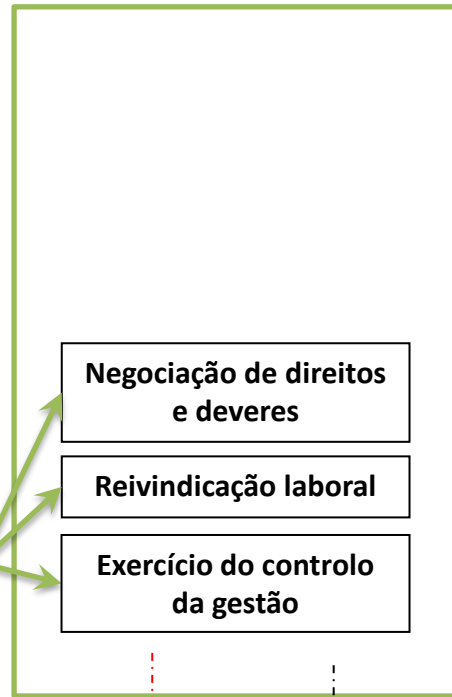 Negociação de direitos
e deveres
Reivindicação laboral
Exercício do controlo
da gestão